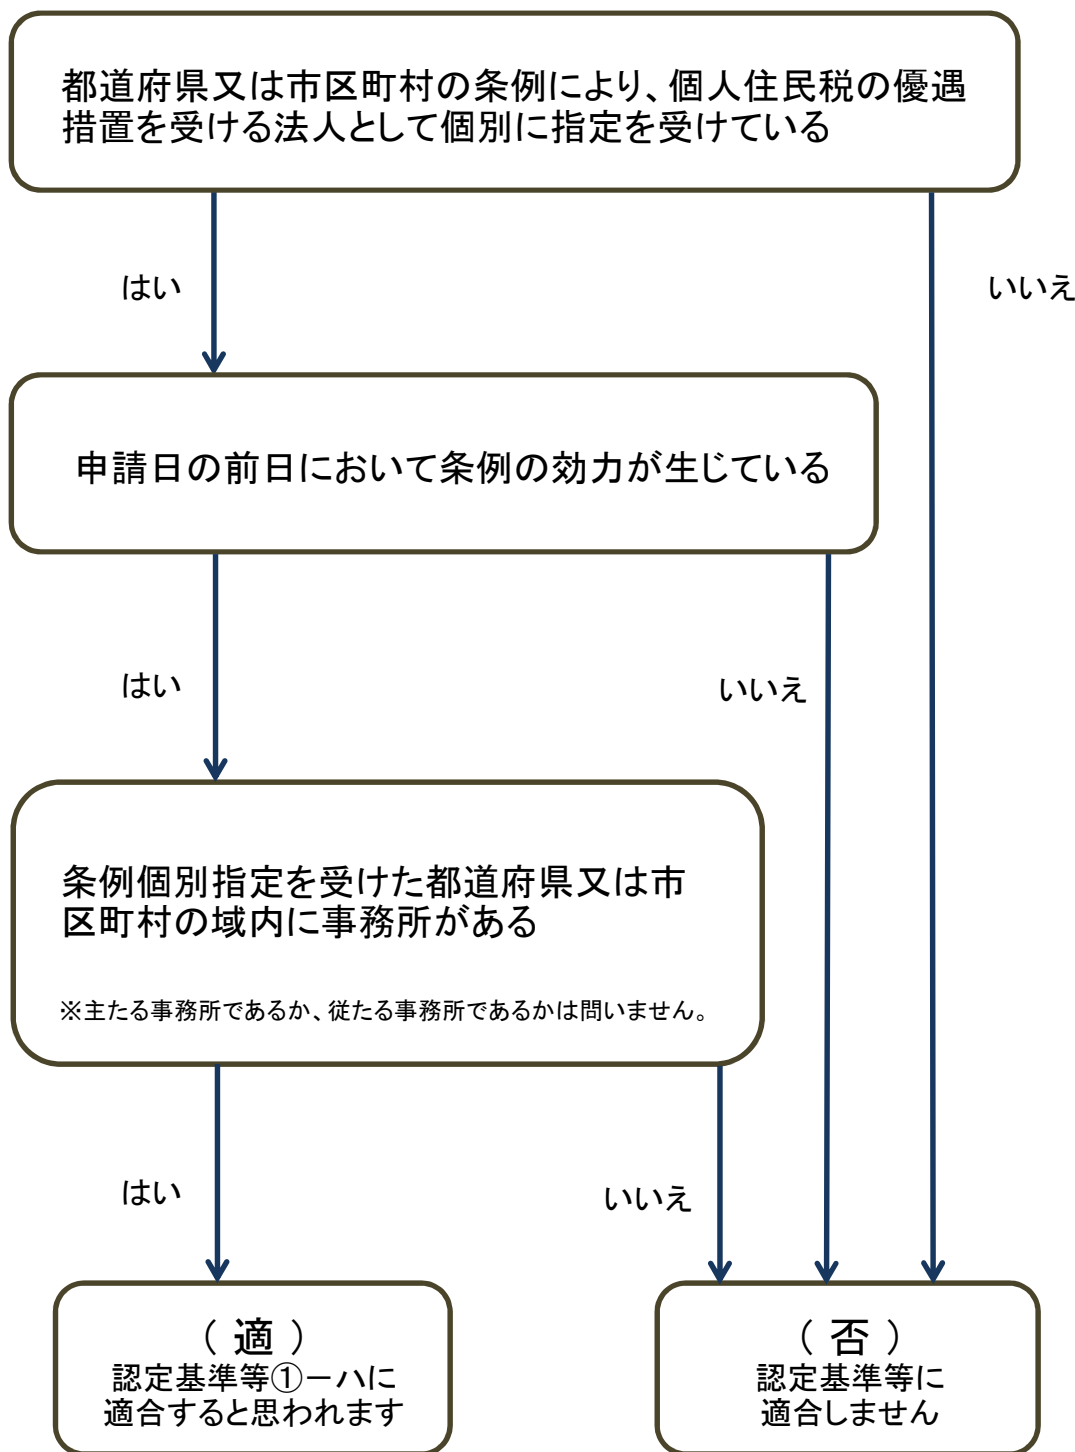 都道府県又は市区町村の条例により、個人住民税の優遇
措置を受ける法人として個別に指定を受けている
はい
いいえ
申請日の前日において条例の効力が生じている
はい
いいえ
条例個別指定を受けた都道府県又は市
区町村の域内に事務所がある
※主たる事務所であるか、従たる事務所であるかは問いません。
はい
いいえ
（ 適 ）
認定基準等①－ハに
適合すると思われます
（ 否 ）
認定基準等に
適合しません